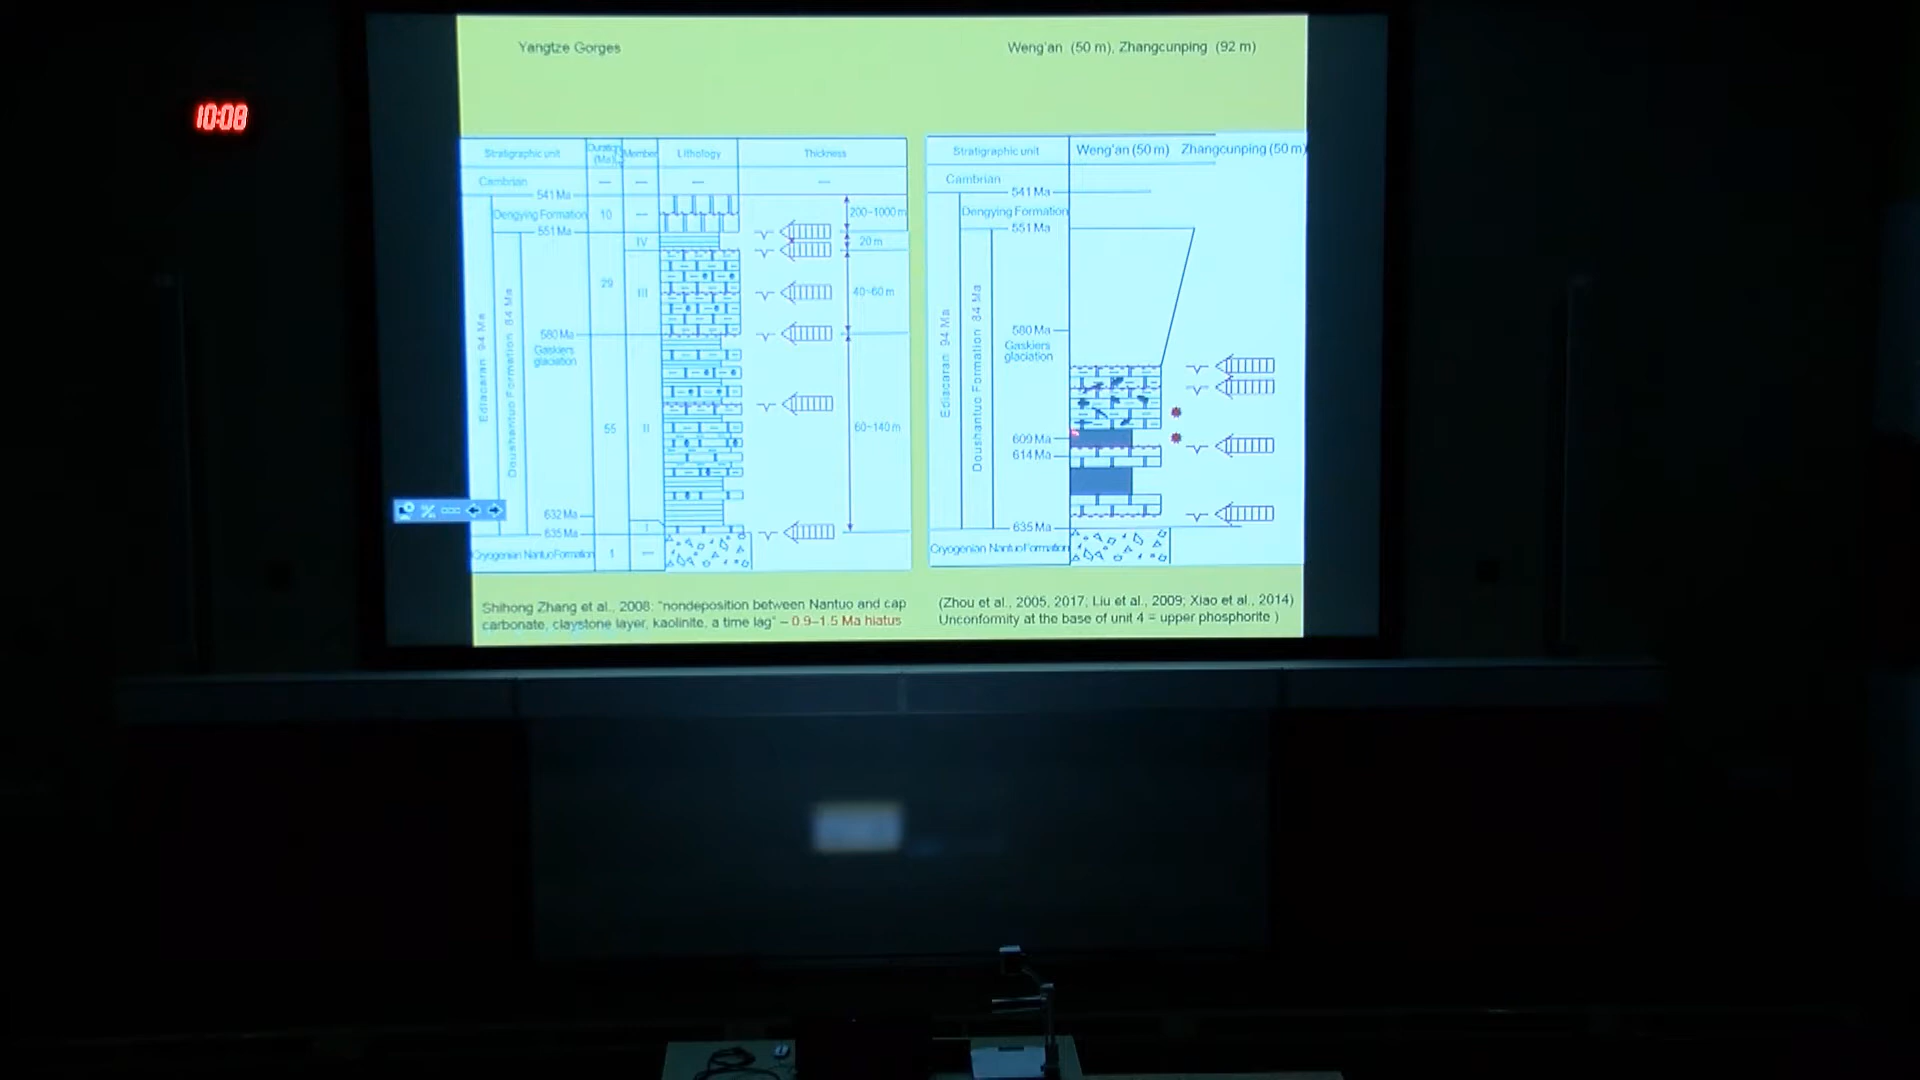 10:08
Yangtze Gorges
Weng'an (50 m), Zhangcunping (92 m)
Stratigraphic unit
Duration (Ma)
Member
Lithology
Thickness
Cambrian
—
—
—
—
541 Ma
Dengying Formation
10
—
200~1000 m
551 Ma
IV
20 m
29
III
40~60 m
580 Ma
Gaskiers
glaciation
Ediacaran 94 Ma
Doushantuo Formation 84 Ma
55
II
60~140 m
632 Ma
I
635 Ma
Cryogenian Nantuo Formation
1
—
Stratigraphic unit
Weng'an (50 m)
Zhangcunping (50 m)
Cambrian
541 Ma
Dengying Formation
551 Ma
580 Ma
Gaskiers
glaciation
Ediacaran 94 Ma
Doushantuo Formation 84 Ma
609 Ma
614 Ma
635 Ma
Cryogenian Nantuo Formation
Shihong Zhang et al., 2008: "nondeposition between Nantuo and cap
carbonate, claystone layer, kaolinite, a time lag" – 0.9–1.5 Ma hiatus
(Zhou et al., 2005, 2017; Liu et al., 2009; Xiao et al., 2014)
Unconformity at the base of unit 4 = upper phosphorite )